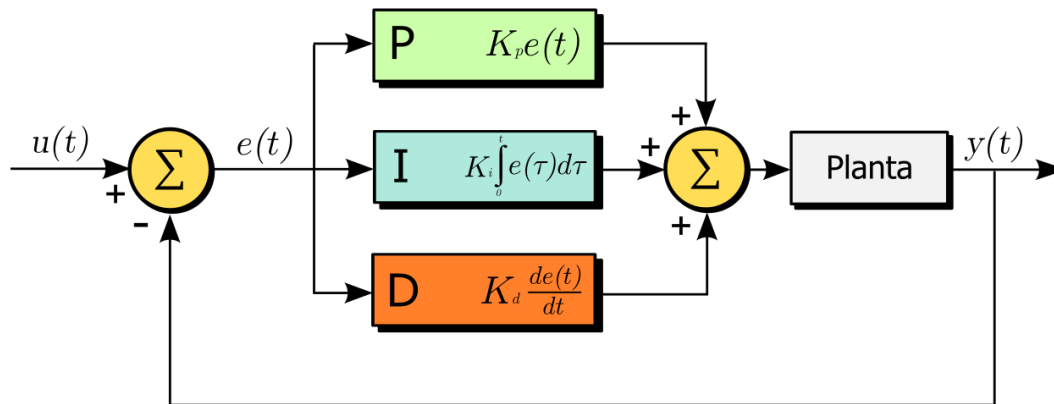 P K_p e(t)
u(t)
+
-
Σ
e(t)
I K_i ∫_0^t e(τ)dτ
D K_d de(t)/dt
+
+
+
Σ
Planta
y(t)